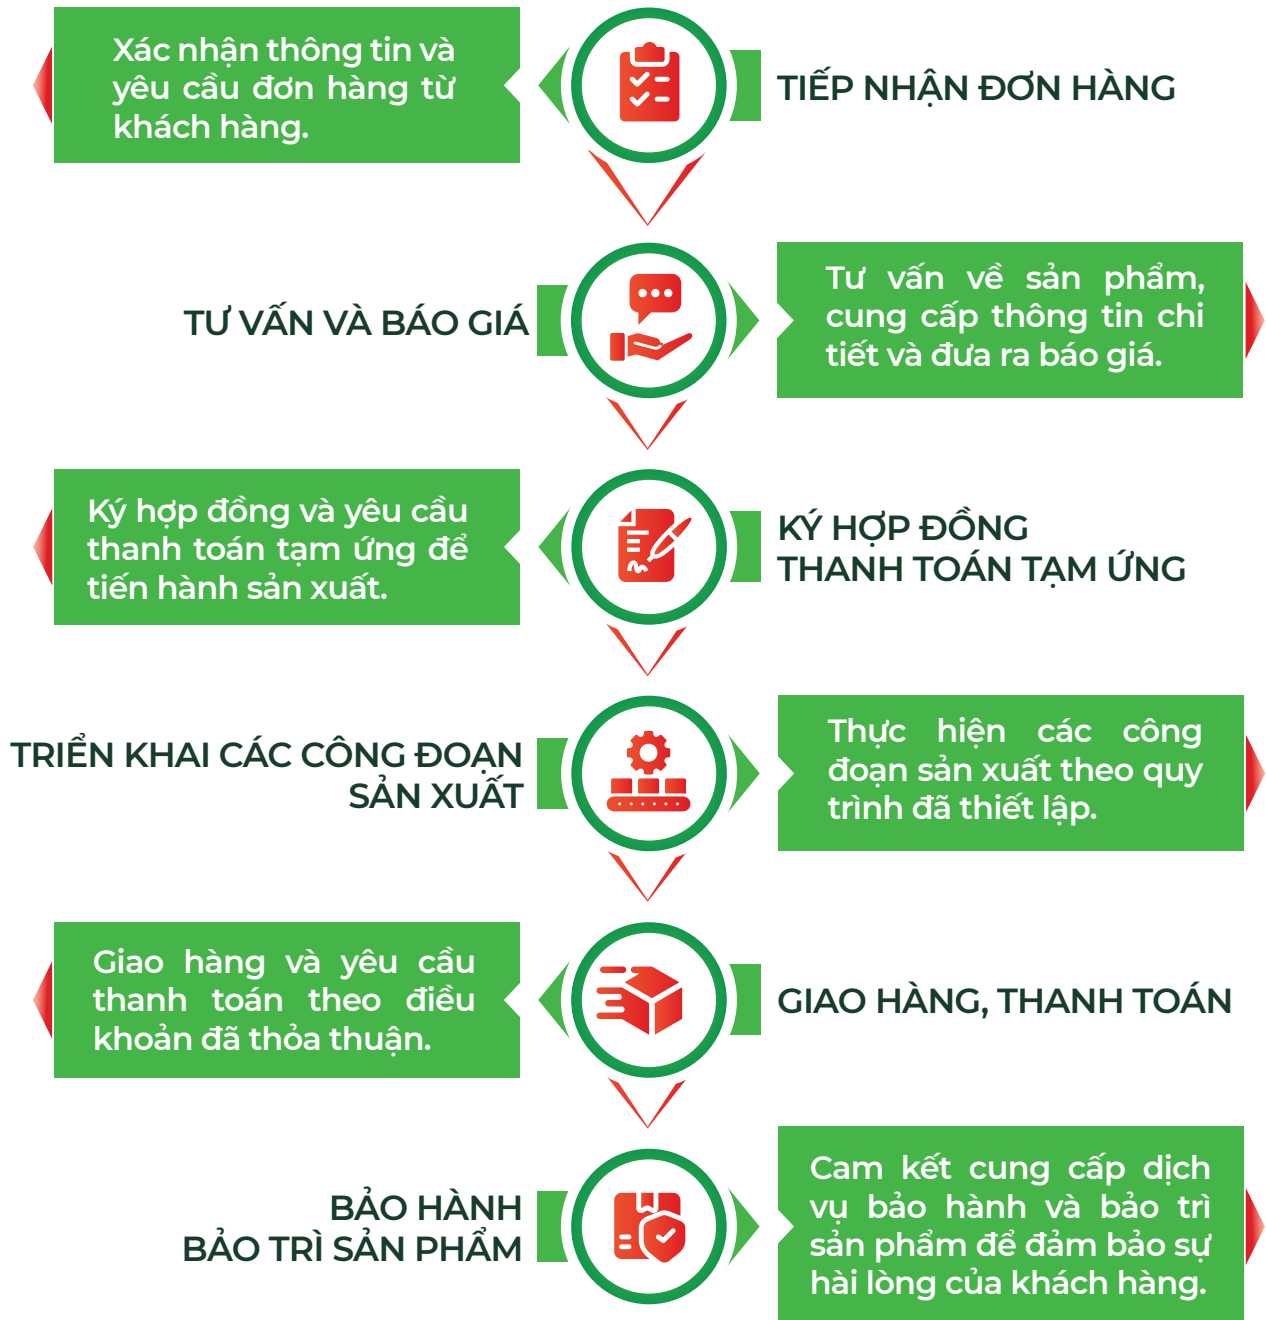 Xác nhận thông tin và
yêu cầu đơn hàng từ
khách hàng.
TIẾP NHẬN ĐƠN HÀNG
TƯ VẤN VÀ BÁO GIÁ
Tư vấn về sản phẩm,
cung cấp thông tin chi
tiết và đưa ra báo giá.
Ký hợp đồng và yêu cầu
thanh toán tạm ứng để
tiến hành sản xuất.
KÝ HỢP ĐỒNG
THANH TOÁN TẠM ỨNG
TRIỂN KHAI CÁC CÔNG ĐOẠN
SẢN XUẤT
Thực hiện các công
đoạn sản xuất theo quy
trình đã thiết lập.
Giao hàng và yêu cầu
thanh toán theo điều
khoản đã thỏa thuận.
GIAO HÀNG, THANH TOÁN
BẢO HÀNH
BẢO TRÌ SẢN PHẨM
Cam kết cung cấp dịch
vụ bảo hành và bảo trì
sản phẩm để đảm bảo sự
hài lòng của khách hàng.